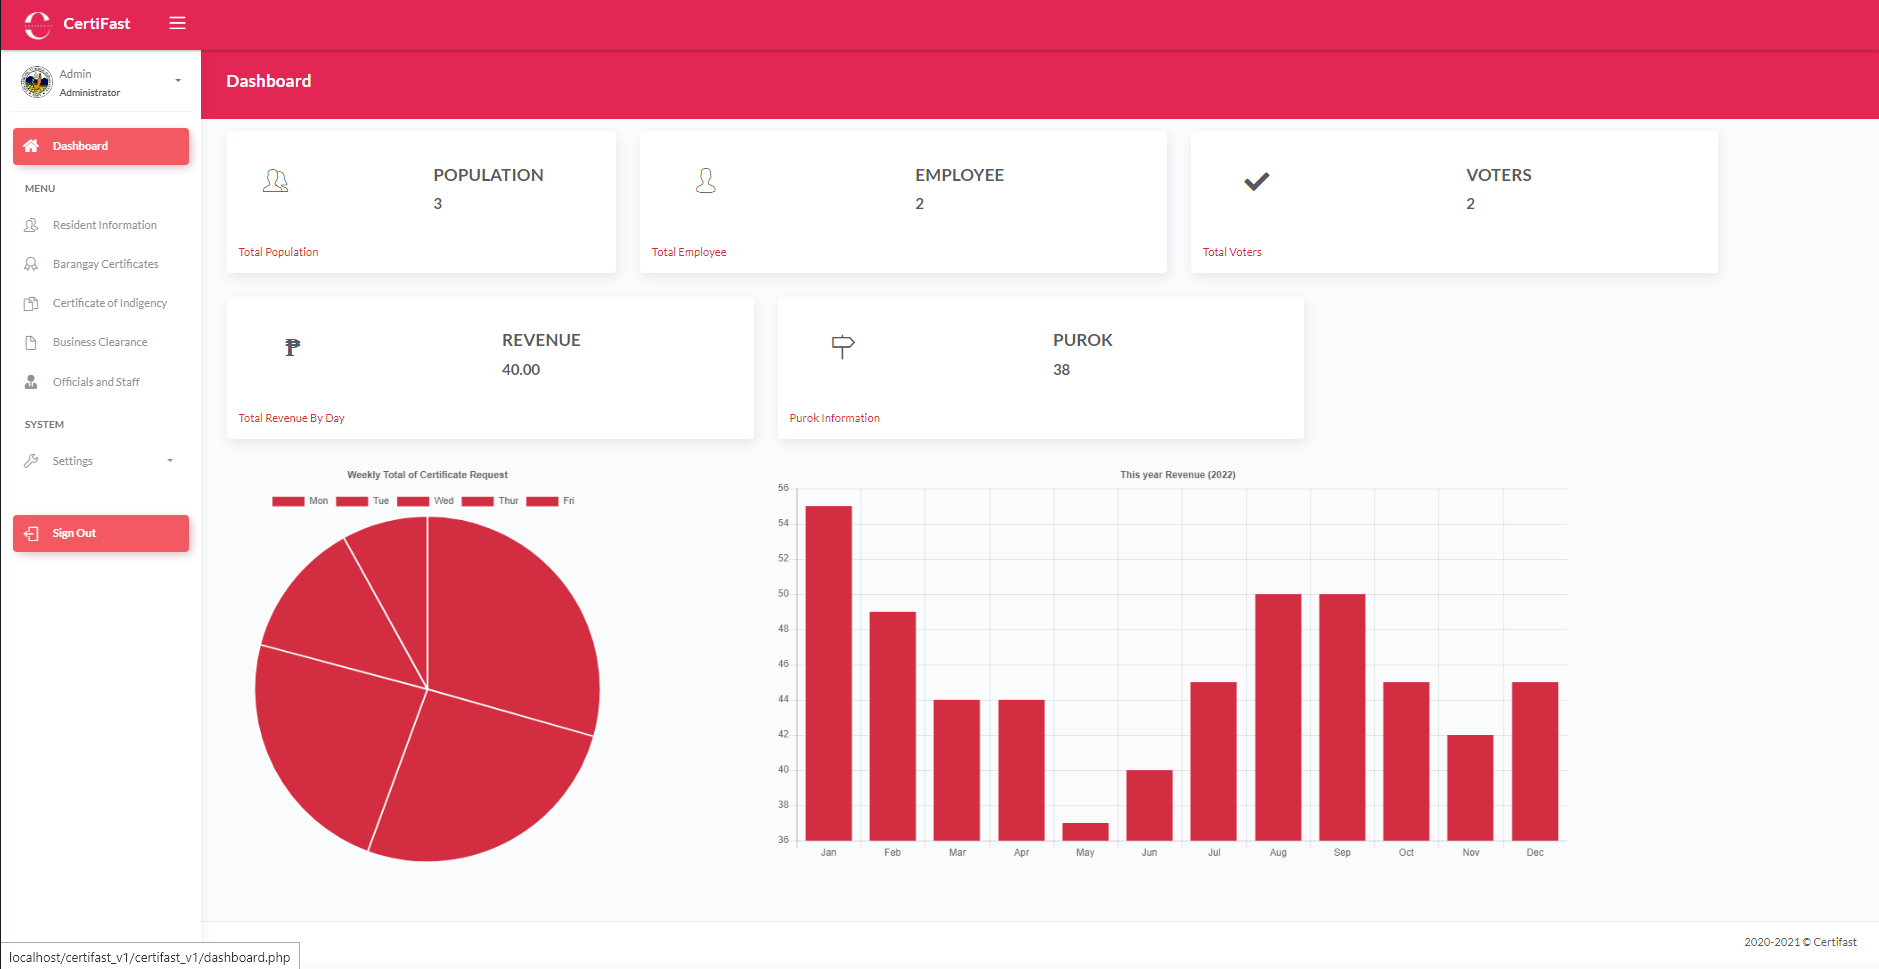 CertiFast
Admin
Administrator
Dashboard
MENU
Resident Information
Barangay Certificates
Certificate of Indigency
Business Clearance
Officials and Staff
SYSTEM
Settings
Sign Out
Dashboard
POPULATION
3
Total Population
EMPLOYEE
2
Total Employee
VOTERS
2
Total Voters
₱
REVENUE
40.00
Total Revenue By Day
PUROK
38
Purok Information
Weekly Total of Certificate Request
Mon Tue Wed Thur Fri
This year Revenue (2022)
56
54
52
50
48
46
44
42
40
38
36
Jan Feb Mar Apr May Jun Jul Aug Sep Oct Nov Dec
2020-2021 © Certifast
localhost/certifast_v1/certifast_v1/dashboard.php